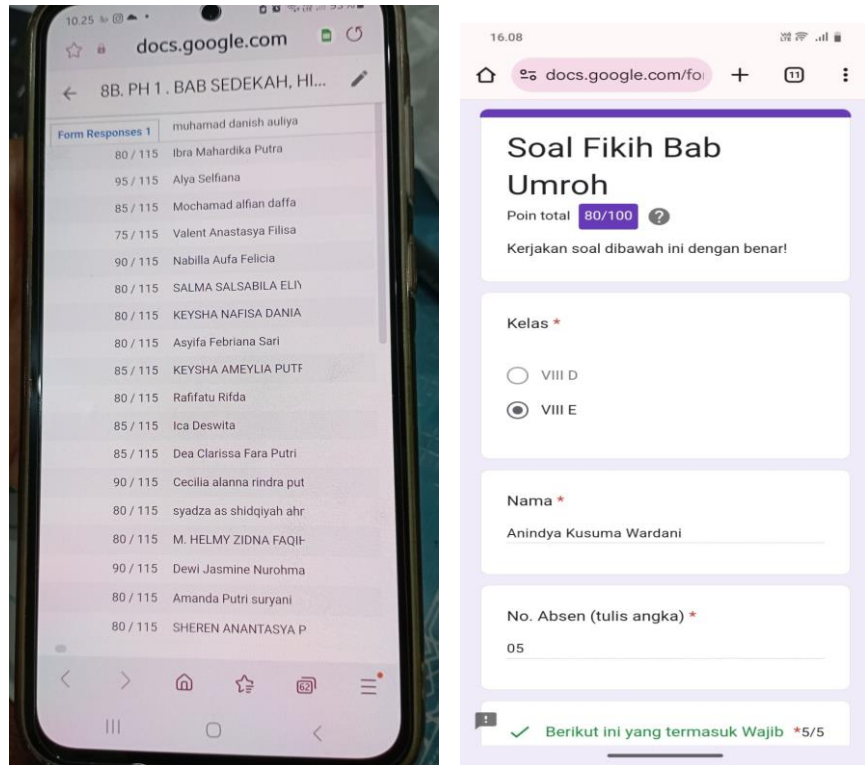 10.25
docs.google.com
8B. PH 1 . BAB SEDEKAH, HI...
Form Responses 1
muhamad danish auliya
80 / 115 Ibra Mahardika Putra
95 / 115 Alya Selfiana
85 / 115 Mochamad alfian daffa
75 / 115 Valent Anastasya Filisa
90 / 115 Nabilla Aufa Felicia
80 / 115 SALMA SALSABILA
80 / 115 KEYSHA NAFISA DANIA
80 / 115 Asyifa Febriana Sari
85 / 115 KEYSHA AMEYLIA
80 / 115 Rafifatu Rifda
85 / 115 Ica Deswita
85 / 115 Dea Clarissa Fara Putri
90 / 115 Cecilia alanna rindra put
80 / 115 syadza as shidqiyah ahr
80 / 115 M. HELMY ZIDNA
90 / 115 Dewi Jasmine Nurohma
80 / 115 Amanda Putri suryani
80 / 115 SHEREN ANANTASYA P
62
16.08
docs.google.com/fo
11
Soal Fikih Bab
Umroh
Poin total 80/100 ?
Kerjakan soal dibawah ini dengan benar!
Kelas *
VIII D
VIII E
Nama *
Anindya Kusuma Wardani
No. Absen (tulis angka) *
05
Berikut ini yang termasuk Wajib *5/5